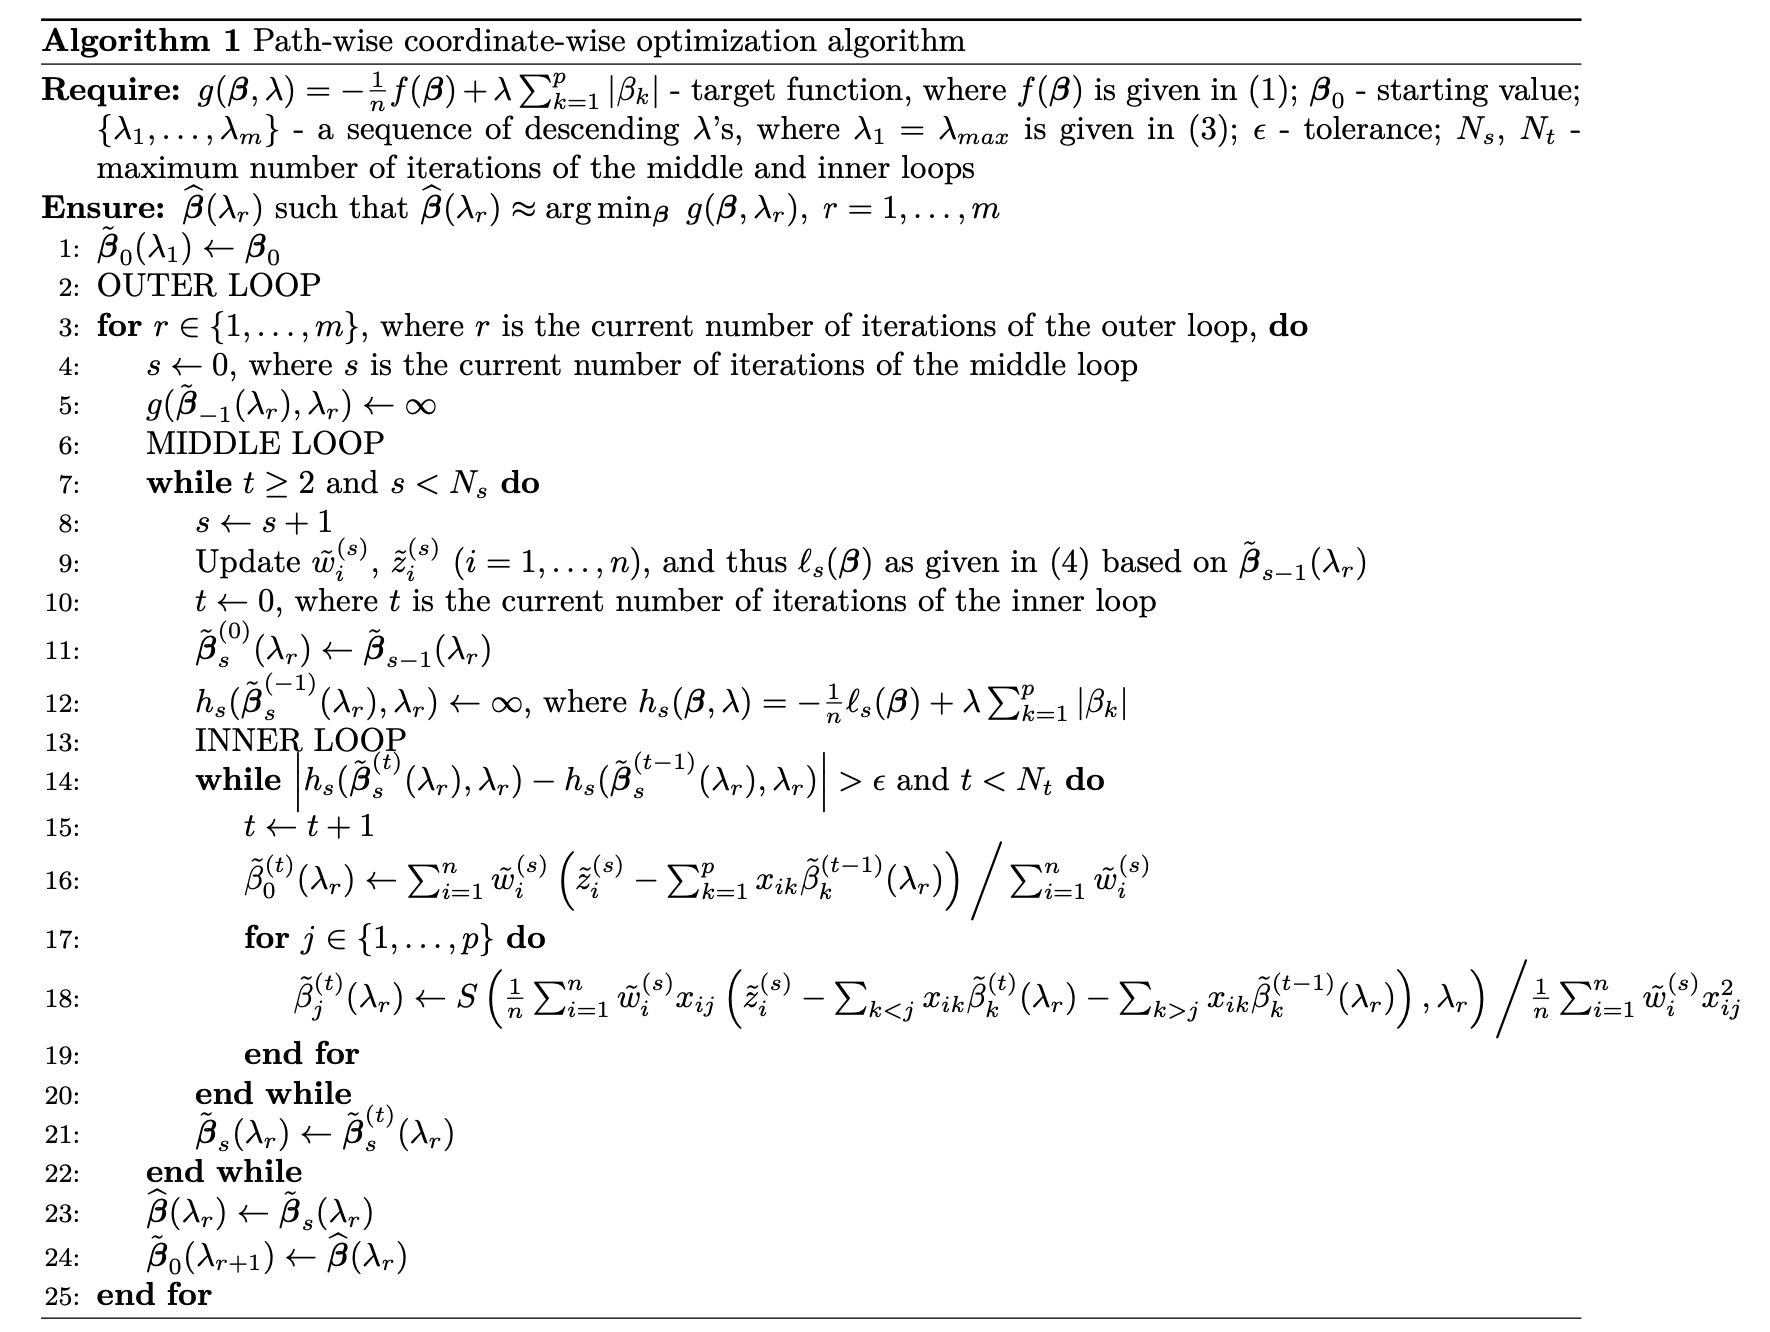 Algorithm 1 Path-wise coordinate-wise optimization algorithm
Require: $g(\boldsymbol{\beta}, \lambda) = -\frac{1}{n} f(\boldsymbol{\beta}) + \lambda \sum_{k=1}^{p} |\beta_k|$ - target function, where $f(\boldsymbol{\beta})$ is given in (1); $\boldsymbol{\beta}_0$ - starting value;
$\{\lambda_1, \ldots, \lambda_m\}$ - a sequence of descending $\lambda$'s, where $\lambda_1 = \lambda_{max}$ is given in (3); $\epsilon$ - tolerance; $N_s$, $N_t$ -
maximum number of iterations of the middle and inner loops
Ensure: $\widehat{\boldsymbol{\beta}}(\lambda_r)$ such that $\widehat{\boldsymbol{\beta}}(\lambda_r) \approx \arg\min_{\boldsymbol{\beta}} g(\boldsymbol{\beta}, \lambda_r)$, $r = 1, \ldots, m$
1: $\tilde{\boldsymbol{\beta}}_0(\lambda_1) \leftarrow \boldsymbol{\beta}_0$
2: OUTER LOOP
3: for $r \in \{1, \ldots, m\}$, where $r$ is the current number of iterations of the outer loop, do
4: $s \leftarrow 0$, where $s$ is the current number of iterations of the middle loop
5: $g(\tilde{\boldsymbol{\beta}}_{-1}(\lambda_r), \lambda_r) \leftarrow \infty$
6: MIDDLE LOOP
7: while $t \geq 2$ and $s < N_s$ do
8: $s \leftarrow s + 1$
9: Update $\tilde{w}_i^{(s)}$, $\tilde{z}_i^{(s)}$ $(i = 1, \ldots, n)$, and thus $\ell_s(\boldsymbol{\beta})$ as given in (4) based on $\tilde{\boldsymbol{\beta}}_{s-1}(\lambda_r)$
10: $t \leftarrow 0$, where $t$ is the current number of iterations of the inner loop
11: $\tilde{\boldsymbol{\beta}}_s^{(0)}(\lambda_r) \leftarrow \tilde{\boldsymbol{\beta}}_{s-1}(\lambda_r)$
12: $h_s(\tilde{\boldsymbol{\beta}}_s^{(-1)}(\lambda_r), \lambda_r) \leftarrow \infty$, where $h_s(\boldsymbol{\beta}, \lambda) = -\frac{1}{n} \ell_s(\boldsymbol{\beta}) + \lambda \sum_{k=1}^{p} |\beta_k|$
13: INNER LOOP
14: while $\left| h_s(\tilde{\boldsymbol{\beta}}_s^{(t)}(\lambda_r), \lambda_r) - h_s(\tilde{\boldsymbol{\beta}}_s^{(t-1)}(\lambda_r), \lambda_r) \right| > \epsilon$ and $t < N_t$ do
15: $t \leftarrow t + 1$
16: $\tilde{\beta}_0^{(t)}(\lambda_r) \leftarrow \sum_{i=1}^{n} \tilde{w}_i^{(s)} \left( \tilde{z}_i^{(s)} - \sum_{k=1}^{p} x_{ik} \tilde{\beta}_k^{(t-1)}(\lambda_r) \right) \Big/ \sum_{i=1}^{n} \tilde{w}_i^{(s)}$
17: for $j \in \{1, \ldots, p\}$ do
18: $\tilde{\beta}_j^{(t)}(\lambda_r) \leftarrow S \left( \frac{1}{n} \sum_{i=1}^{n} \tilde{w}_i^{(s)} x_{ij} \left( \tilde{z}_i^{(s)} - \sum_{k<j} x_{ik} \tilde{\beta}_k^{(t)}(\lambda_r) - \sum_{k>j} x_{ik} \tilde{\beta}_k^{(t-1)}(\lambda_r) \right), \lambda_r \right) \Big/ \frac{1}{n} \sum_{i=1}^{n} \tilde{w}_i^{(s)} x_{ij}^2$
19: end for
20: end while
21: $\tilde{\boldsymbol{\beta}}_s(\lambda_r) \leftarrow \tilde{\boldsymbol{\beta}}_s^{(t)}(\lambda_r)$
22: end while
23: $\widehat{\boldsymbol{\beta}}(\lambda_r) \leftarrow \tilde{\boldsymbol{\beta}}_s(\lambda_r)$
24: $\tilde{\boldsymbol{\beta}}_0(\lambda_{r+1}) \leftarrow \widehat{\boldsymbol{\beta}}(\lambda_r)$
25: end for